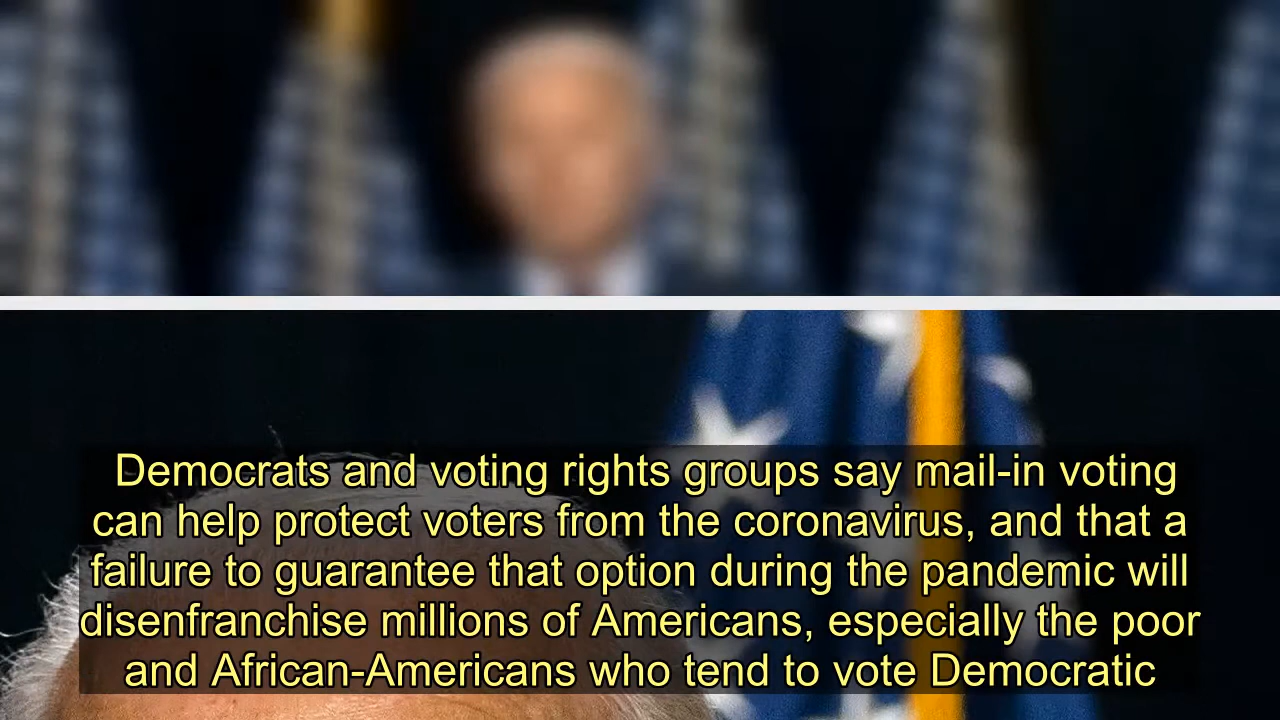 Democrats and voting rights groups say mail-in voting
can help protect voters from the coronavirus, and that a
failure to guarantee that option during the pandemic will
disenfranchise millions of Americans, especially the poor
and African-Americans who tend to vote Democratic